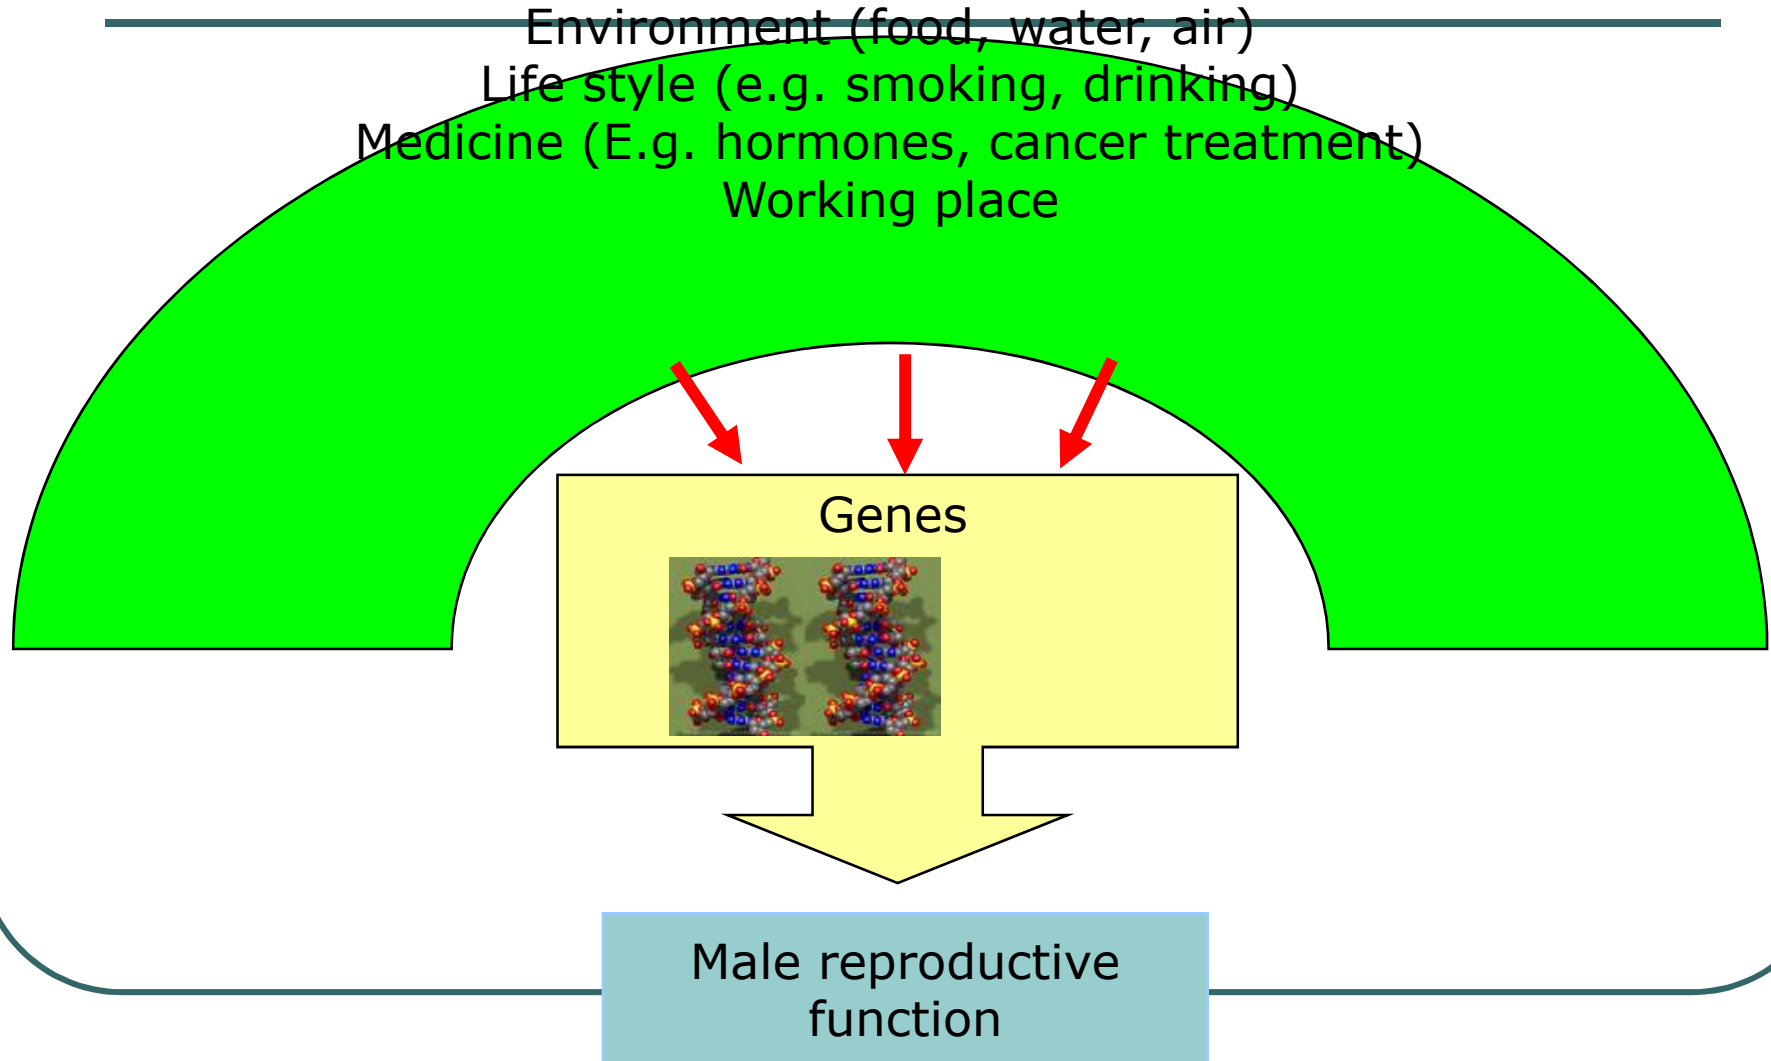 Environment (food, water, air)
Life style (e.g. smoking, drinking)
Medicine (E.g. hormones, cancer treatment)
Working place
Genes
Male reproductive
function